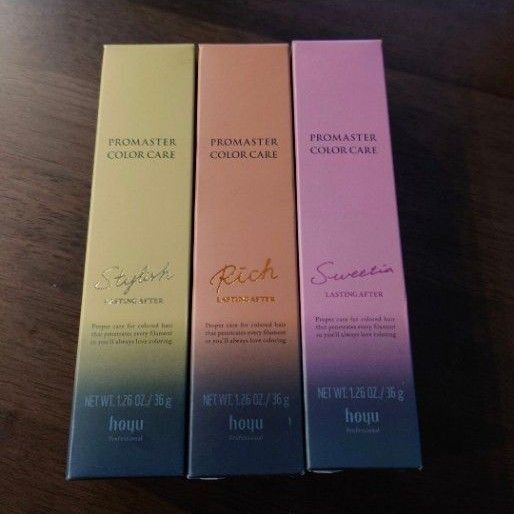 PROMASTER
COLOR CARE
Stylish
LASTING AFTER
Proper care for colored hair
that penetrates every filament
so you'll always love coloring
NET WT. 1.26 OZ. / 36 g
hoyu
Professional
PROMASTER
COLOR CARE
Rich
LASTING AFTER
Proper care for colored hair
that penetrates every filament
so you'll always love coloring
NET WT. 1.26 OZ. / 36 g
hoyu
Professional
PROMASTER
COLOR CARE
Sweetia
LASTING AFTER
Proper care for colored hair
that penetrates every filament
so you'll always love coloring
NET WT. 1.26 OZ. / 36 g
hoyu
Professional